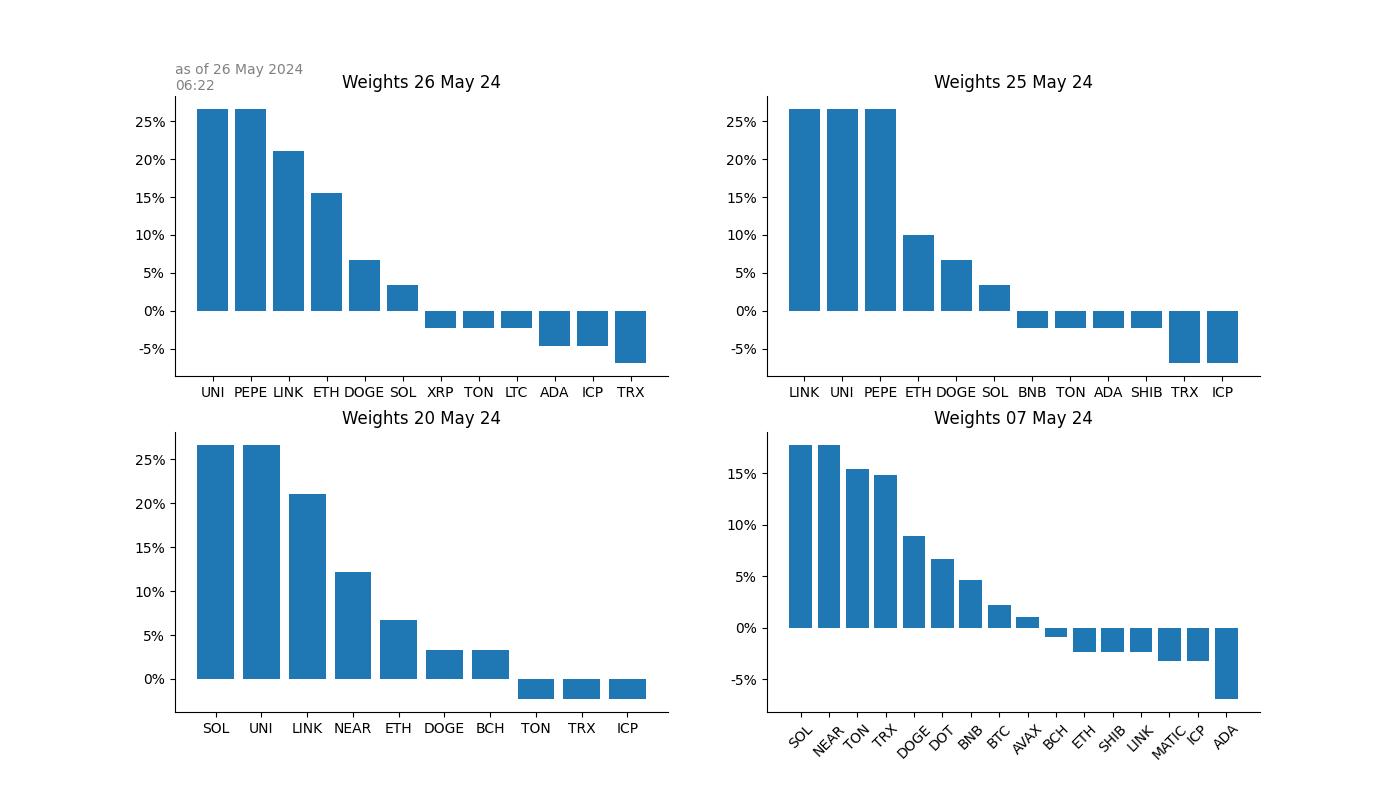 as of 26 May 2024
06:22
Weights 26 May 24
25%
20%
15%
10%
5%
0%
-5%
UNI PEPE LINK ETH DOGE SOL XRP TON LTC ADA ICP TRX
Weights 25 May 24
25%
20%
15%
10%
5%
0%
-5%
LINK UNI PEPE ETH DOGE SOL BNB TON ADA SHIB TRX ICP
Weights 20 May 24
25%
20%
15%
10%
5%
0%
SOL UNI LINK NEAR ETH DOGE BCH TON TRX ICP
Weights 07 May 24
15%
10%
5%
0%
-5%
SOL NEAR TON TRX DOGE DOT BNB BTC AVAX BCH ETH SHIB LINK MATIC ICP ADA